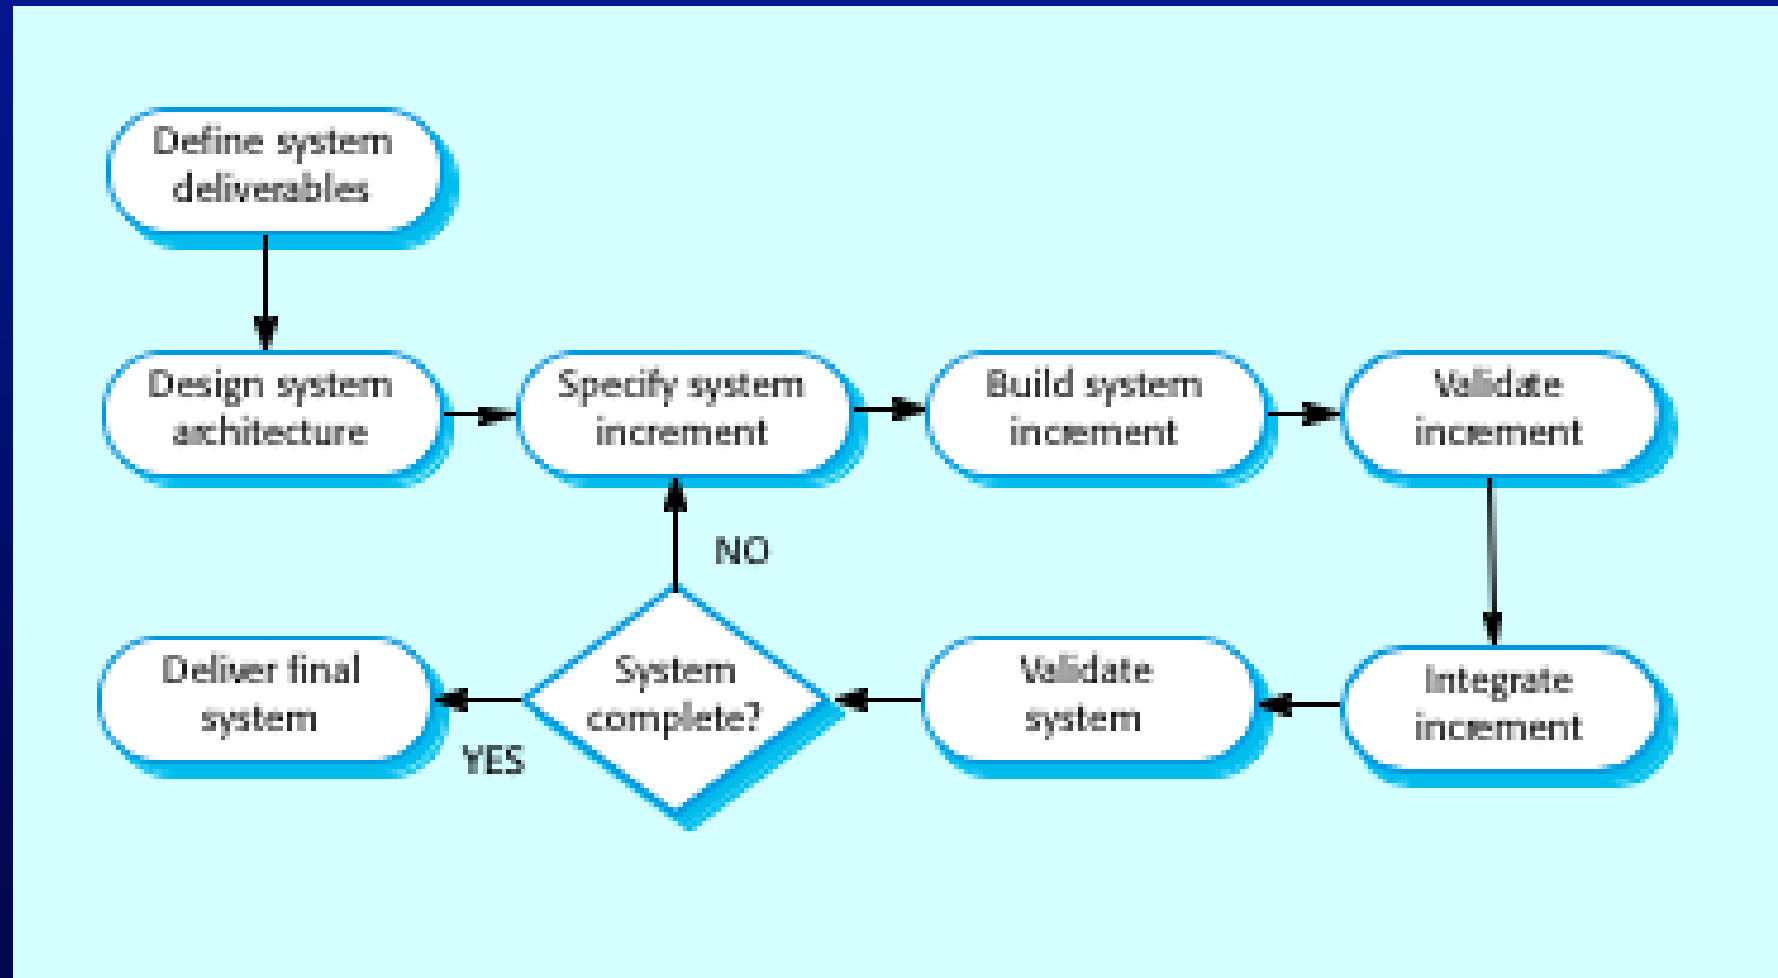 Define system
deliverables
Design system
architecture
Specify system
increment
Build system
increment
Validate
increment
NO
Deliver final
system
YES
System
complete?
Validate
system
Integrate
increment